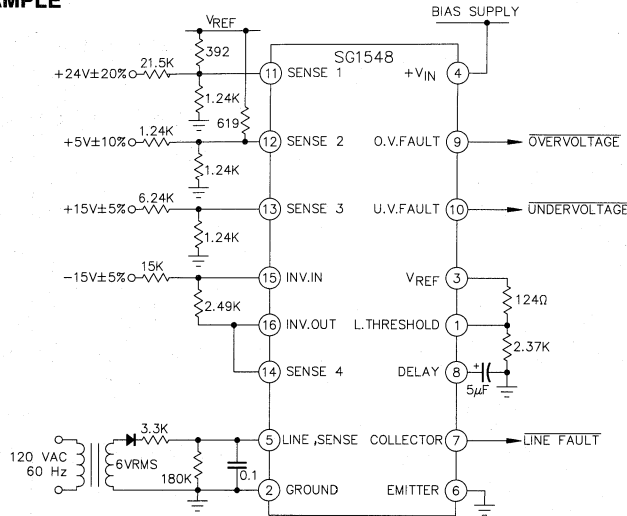 AMPLE
VREF
BIAS SUPPLY
392
SG1548
+24V±20% 21.5K
11 SENSE 1
+VIN 4
1.24K
619
+5V±10% 1.24K
12 SENSE 2
O.V.FAULT 9
OVERVOLTAGE
1.24K
+15V±5% 6.24K
13 SENSE 3
U.V.FAULT 10
UNDERVOLTAGE
1.24K
-15V±5% 15K
15 INV.IN
VREF 3
2.49K
124Ω
16 INV.OUT
L.THRESHOLD 1
2.37K
14 SENSE 4
DELAY 8
+
5µF
3.3K
5 LINE,SENSE
COLLECTOR 7
LINE FAULT
120 VAC
60 Hz
6VRMS
180K
0.1
2 GROUND
EMITTER 6